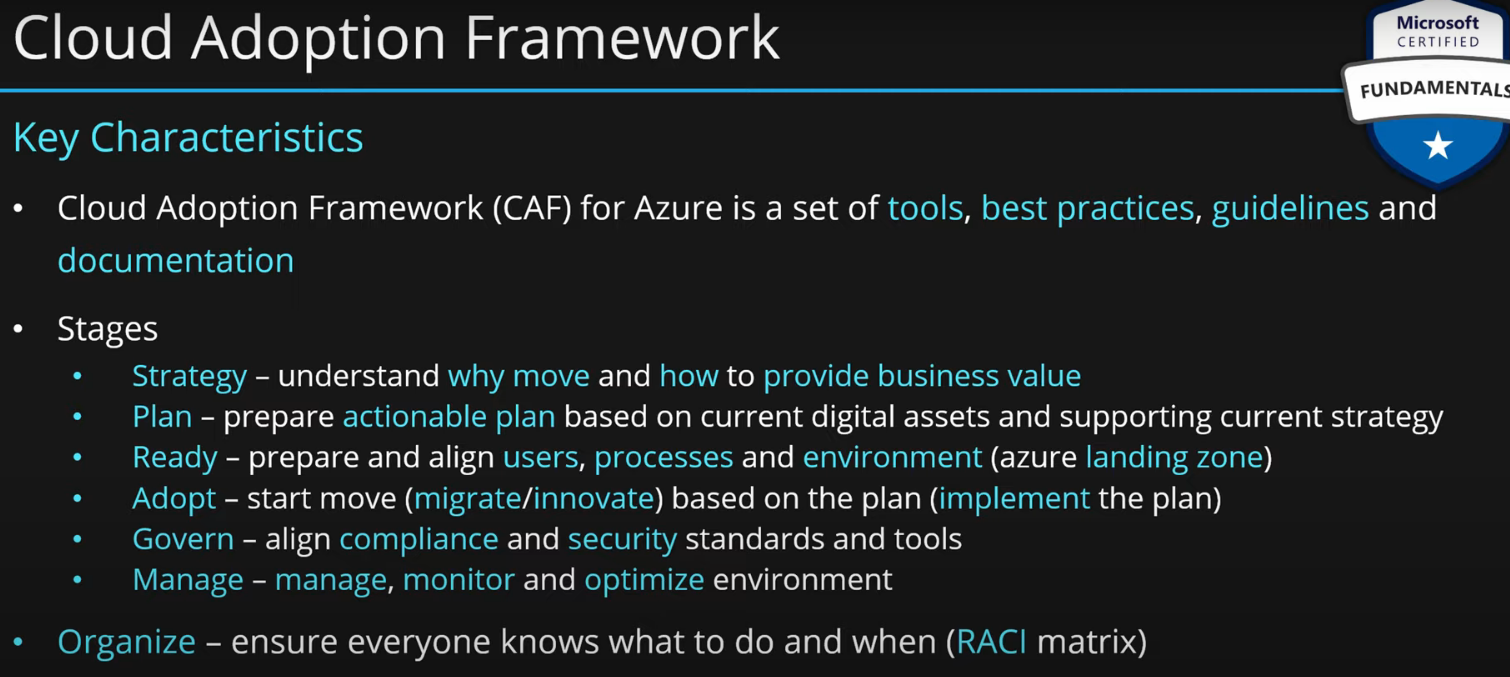 Cloud Adoption Framework
Microsoft
CERTIFIED
FUNDAMENTALS
Key Characteristics
• Cloud Adoption Framework (CAF) for Azure is a set of tools, best practices, guidelines and
documentation
• Stages
• Strategy – understand why move and how to provide business value
• Plan – prepare actionable plan based on current digital assets and supporting current strategy
• Ready – prepare and align users, processes and environment (azure landing zone)
• Adopt – start move (migrate/innovate) based on the plan (implement the plan)
• Govern – align compliance and security standards and tools
• Manage – manage, monitor and optimize environment
• Organize – ensure everyone knows what to do and when (RACI matrix)